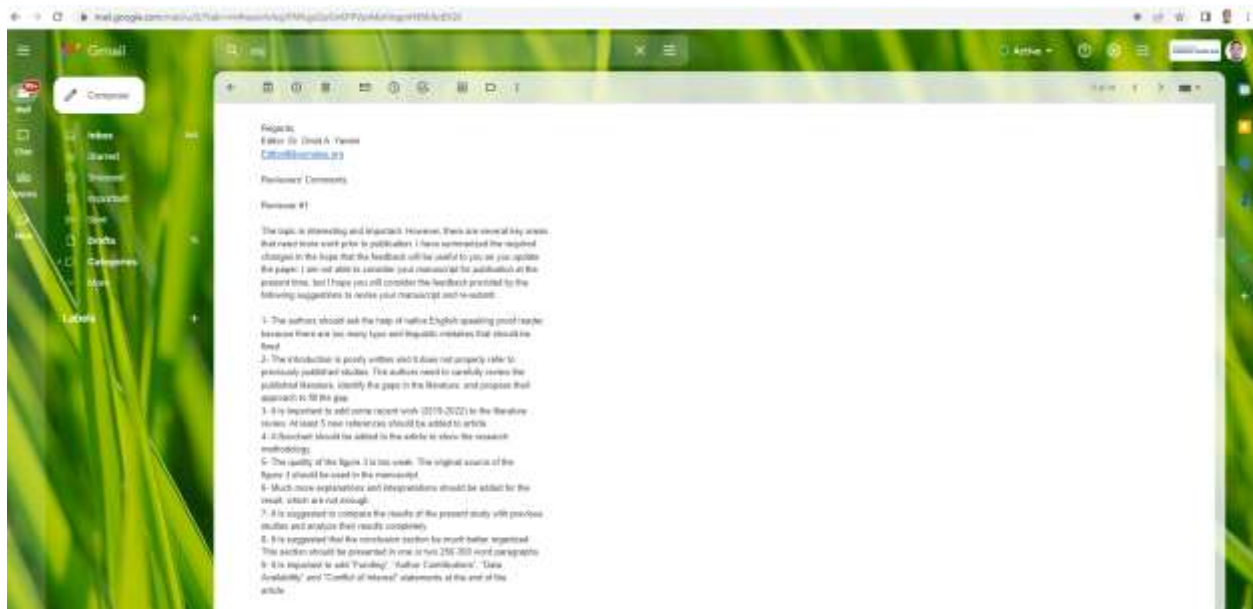 Gmail
Active
Compose
Mail
Inbox
Starred
Snoozed
Important
Sent
Drafts
Categories
More
Labels
Regards,
Editor: Dr.
Reviewers' Comments:
Reviewer #1
The topic is interesting and important. However, there are several key areas
that need more work prior to publication. I have summarized the required
changes in the hope that the feedback will be useful to you as you update
the paper. I am not able to consider your manuscript for publication at the
present time, but I hope you will consider the feedback provided by the
following suggestions to revise your manuscript and re-submit.
1- The authors should ask the help of native English speaking proof reader
because there are too many typo and linguistic mistakes that should be
fixed.
2- The introduction is poorly written and it does not properly refer to
previously published studies. The authors need to carefully review the
published literature, identify the gaps in the literature, and propose their
approach to fill the gap.
3- It is important to add some recent work (2019-2022) to the literature
review. At least 5 new references should be added to article.
4- A flowchart should be added to the article to show the research
methodology.
5- The quality of the figure 3 is too weak. The original source of the
figure 3 should be used in the manuscript.
6- Much more explanations and interpretations should be added for the
result, which are not enough.
7- It is suggested to compare the results of the present study with previous
studies and analyze their results completely.
8- It is suggested that the conclusion section be much better organized.
This section should be presented in one or two 250-300 word paragraphs.
9- It is important to add "Funding", "Author Contributions", "Data
Availability" and "Conflict of Interest" statements at the end of the
article.